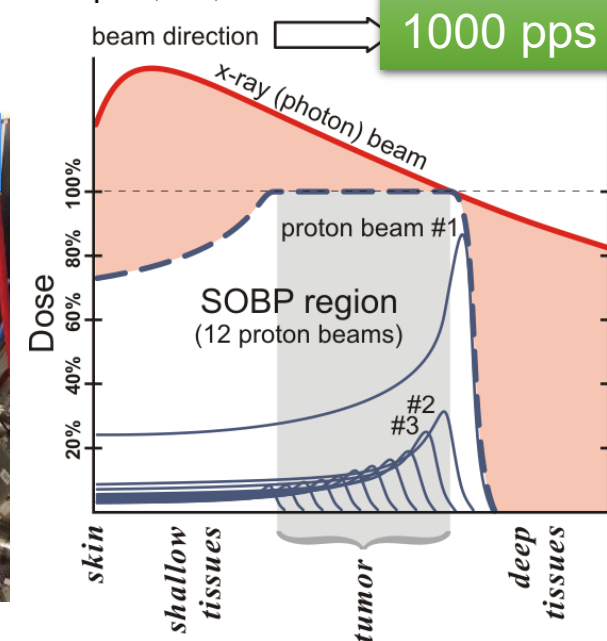 beam direction
1000 pps
x-ray (photon) beam
100%
80%
60%
40%
20%
Dose
proton beam #1
SOBP region
(12 proton beams)
#2
#3
skin
shallow
tissues
tumor
deep
tissues